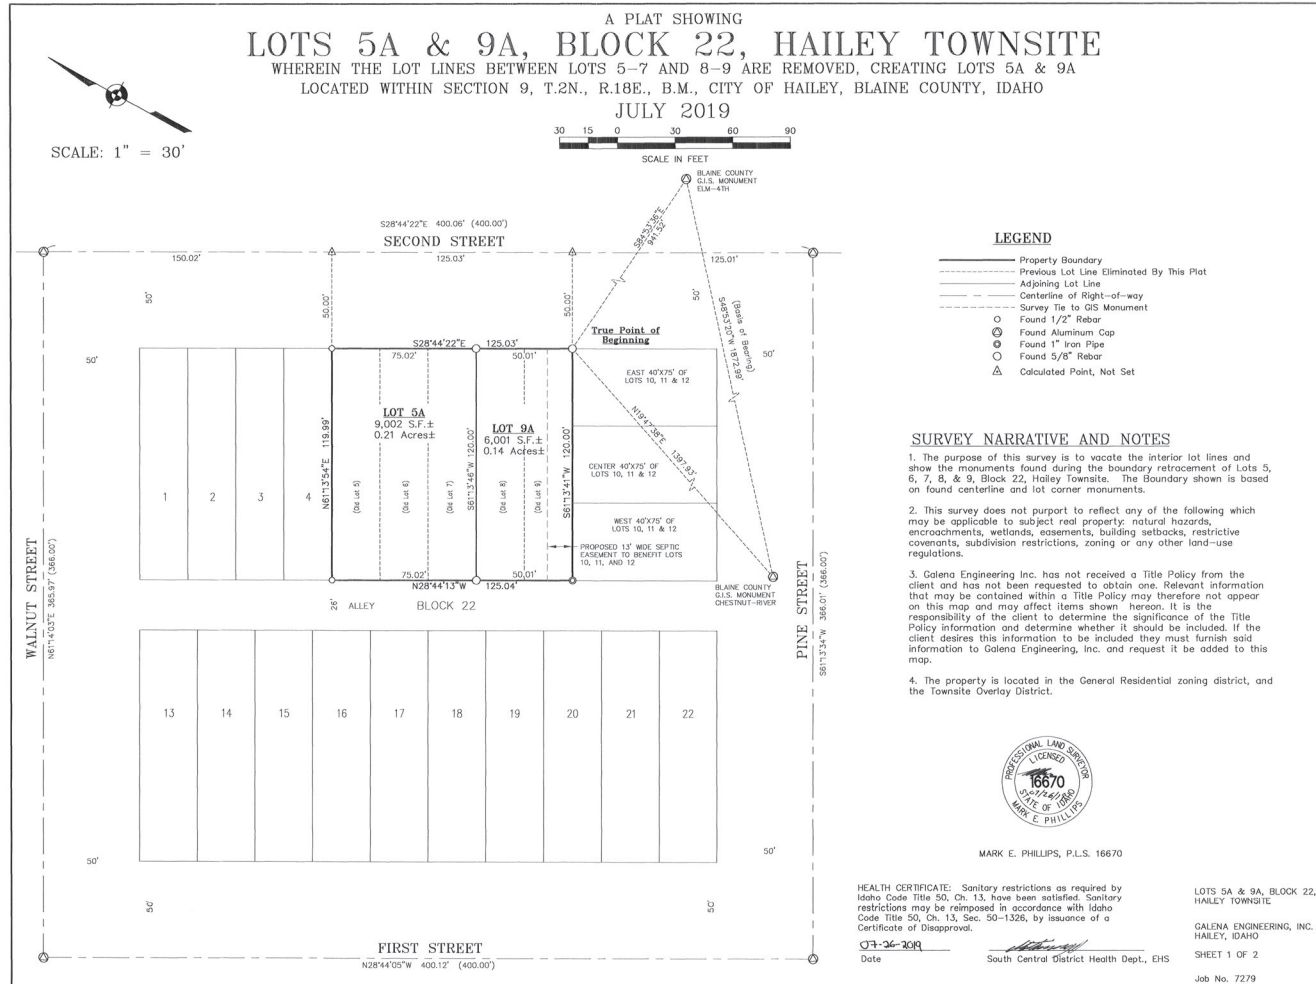 A PLAT SHOWING
LOTS 5A & 9A, BLOCK 22, HAILEY TOWNSITE
WHEREIN THE LOT LINES BETWEEN LOTS 5-7 AND 8-9 ARE REMOVED, CREATING LOTS 5A & 9A
LOCATED WITHIN SECTION 9, T.2N., R.18E., B.M., CITY OF HAILEY, BLAINE COUNTY, IDAHO
JULY 2019
SCALE: 1" = 30'
30 15 0 30 60 90
SCALE IN FEET
BLAINE COUNTY
G.I.S. MONUMENT
ELM-4TH
S28°44'22"E 400.06' (400.00')
SECOND STREET
150.02' 125.03' 125.01'
S84°53'36"E
941.52'
S48°53'20"W 1872.99'
(Basis of Bearing)
50' 50.00' 50.00' 50'
50' 50'
True Point of
Beginning
S28°44'22"E 125.03'
75.02' 50.01'
EAST 40'X75' OF
LOTS 10, 11 & 12
LOT 5A
9,002 S.F.±
0.21 Acres±
LOT 9A
6,001 S.F.±
0.14 Acres±
N61°13'54"E 119.99'
S61°13'46"W 120.00'
S61°13'41"W 120.00'
N19°47'38"E 1397.93'
CENTER 40'X75' OF
LOTS 10, 11 & 12
1 2 3 4
(Old Lot 5) (Old Lot 6) (Old Lot 7) (Old Lot 8) (Old Lot 9)
WEST 40'X75' OF
LOTS 10, 11 & 12
PROPOSED 13' WIDE SEPTIC
EASEMENT TO BENEFIT LOTS
10, 11, AND 12
75.02' 50.01'
N28°44'13"W 125.04'
BLAINE COUNTY
G.I.S. MONUMENT
CHESTNUT-RIVER
26' ALLEY BLOCK 22
WALNUT STREET
N61°14'03"E 365.97' (366.00')
PINE STREET
S61°13'34"W 366.01' (366.00')
13 14 15 16 17 18 19 20 21 22
50' 50'
50' 50'
FIRST STREET
N28°44'05"W 400.12' (400.00')
LEGEND
Property Boundary
Previous Lot Line Eliminated By This Plat
Adjoining Lot Line
Centerline of Right-of-way
Survey Tie to GIS Monument
Found 1/2" Rebar
Found Aluminum Cap
Found 1" Iron Pipe
Found 5/8" Rebar
Calculated Point, Not Set
SURVEY NARRATIVE AND NOTES
1. The purpose of this survey is to vacate the interior lot lines and
show the monuments found during the boundary retracement of Lots 5,
6, 7, 8, & 9, Block 22, Hailey Townsite. The Boundary shown is based
on found centerline and lot corner monuments.
2. This survey does not purport to reflect any of the following which
may be applicable to subject real property: natural hazards,
encroachments, wetlands, easements, building setbacks, restrictive
covenants, subdivision restrictions, zoning or any other land-use
regulations.
3. Galena Engineering Inc. has not received a Title Policy from the
client and has not been requested to obtain one. Relevant information
that may be contained within a Title Policy may therefore not appear
on this map and may affect items shown hereon. It is the
responsibility of the client to determine the significance of the Title
Policy information and determine whether it should be included. If the
client desires this information to be included they must furnish said
information to Galena Engineering, Inc. and request it be added to this
map.
4. The property is located in the General Residential zoning district, and
the Townsite Overlay District.
PROFESSIONAL LAND SURVEYOR
LICENSED
16670
STATE OF IDAHO
MARK E. PHILLIPS
MARK E. PHILLIPS, P.L.S. 16670
HEALTH CERTIFICATE: Sanitary restrictions as required by
Idaho Code Title 50, Ch. 13, have been satisfied. Sanitary
restrictions may be reimposed in accordance with Idaho
Code Title 50, Ch. 13, Sec. 50-1326, by issuance of a
Certificate of Disapproval.
07-26-2019
Date South Central District Health Dept., EHS
LOTS 5A & 9A, BLOCK 22,
HAILEY TOWNSITE
GALENA ENGINEERING, INC.
HAILEY, IDAHO
SHEET 1 OF 2
Job No. 7279